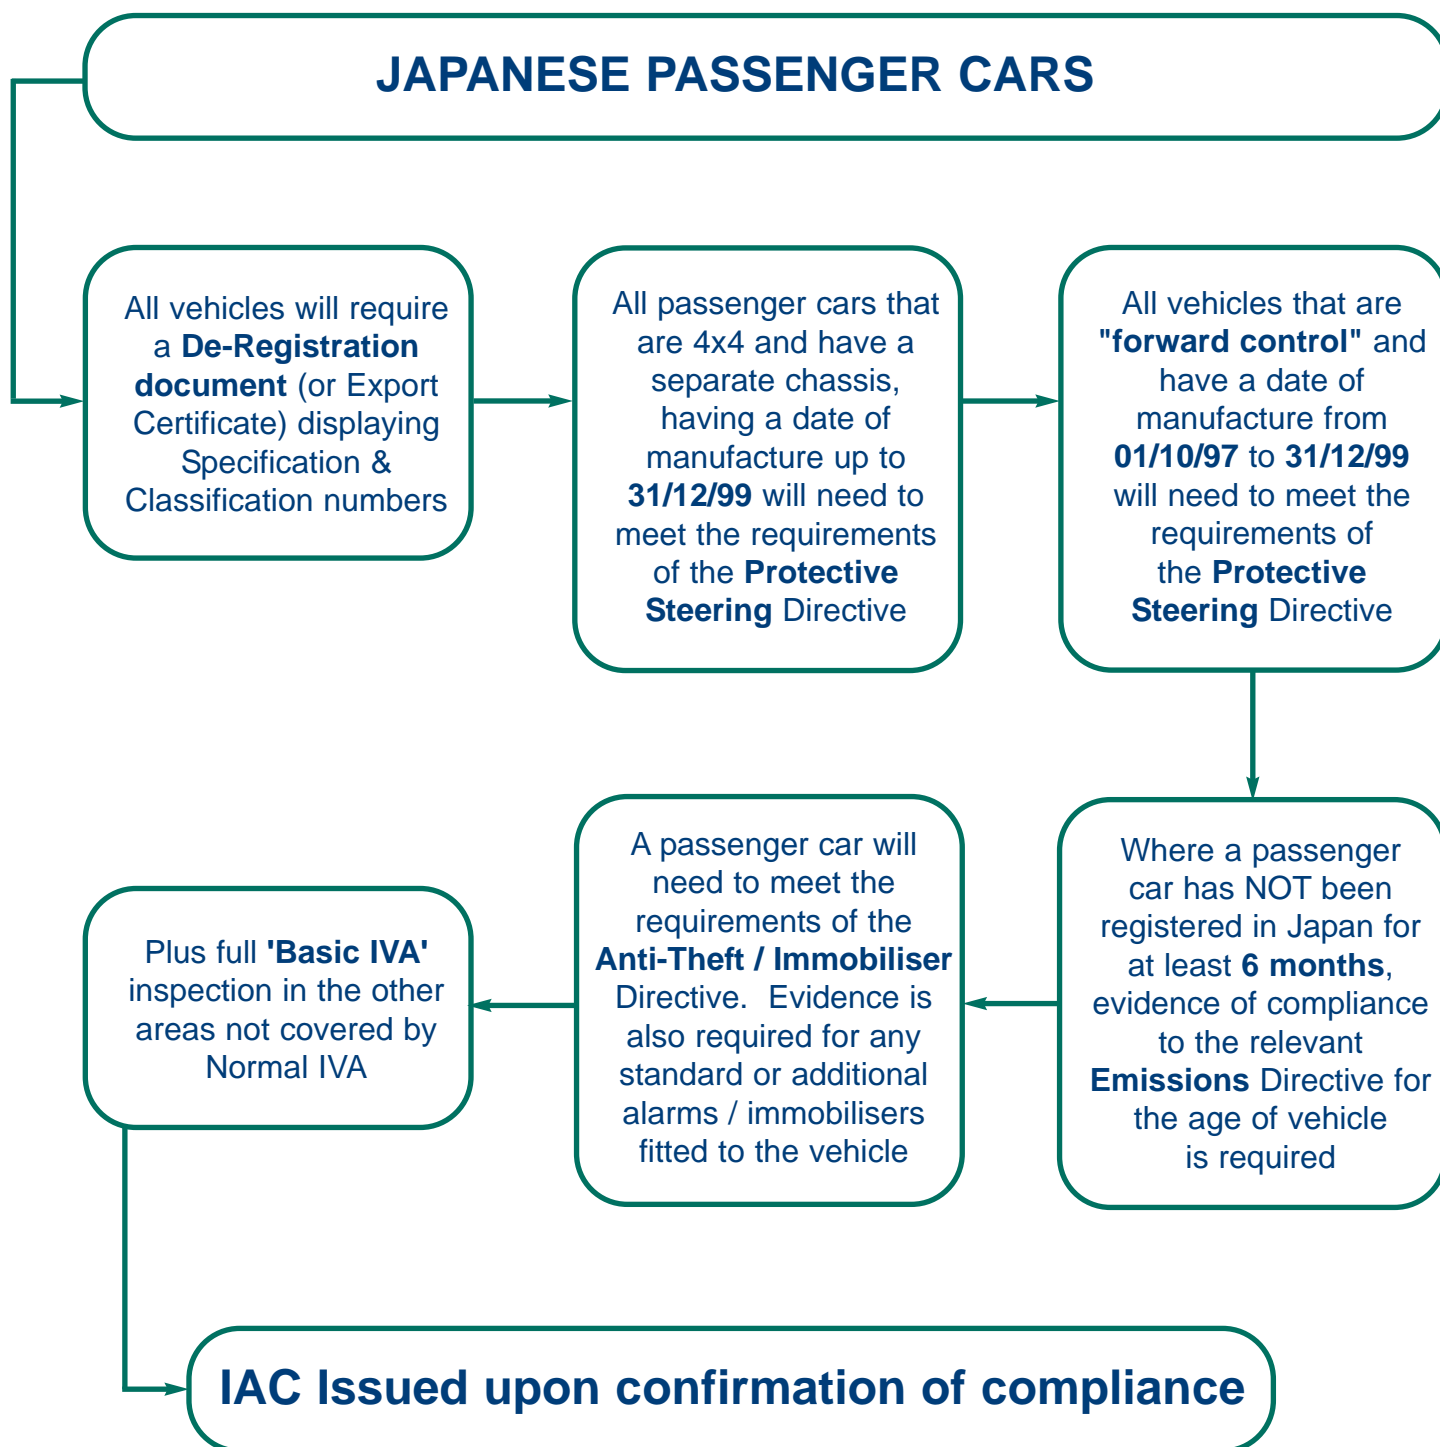 JAPANESE PASSENGER CARS
All vehicles will require
a De-Registration
document (or Export
Certificate) displaying
Specification &
Classification numbers
All passenger cars that
are 4x4 and have a
separate chassis,
having a date of
manufacture up to
31/12/99 will need to
meet the requirements
of the Protective
Steering Directive
All vehicles that are
"forward control" and
have a date of
manufacture from
01/10/97 to 31/12/99
will need to meet the
requirements of
the Protective
Steering Directive
Where a passenger
car has NOT been
registered in Japan for
at least 6 months,
evidence of compliance
to the relevant
Emissions Directive for
the age of vehicle
is required
A passenger car will
need to meet the
requirements of the
Anti-Theft / Immobiliser
Directive.  Evidence is
also required for any
standard or additional
alarms / immobilisers
fitted to the vehicle
Plus full 'Basic IVA'
inspection in the other
areas not covered by
Normal IVA
IAC Issued upon confirmation of compliance